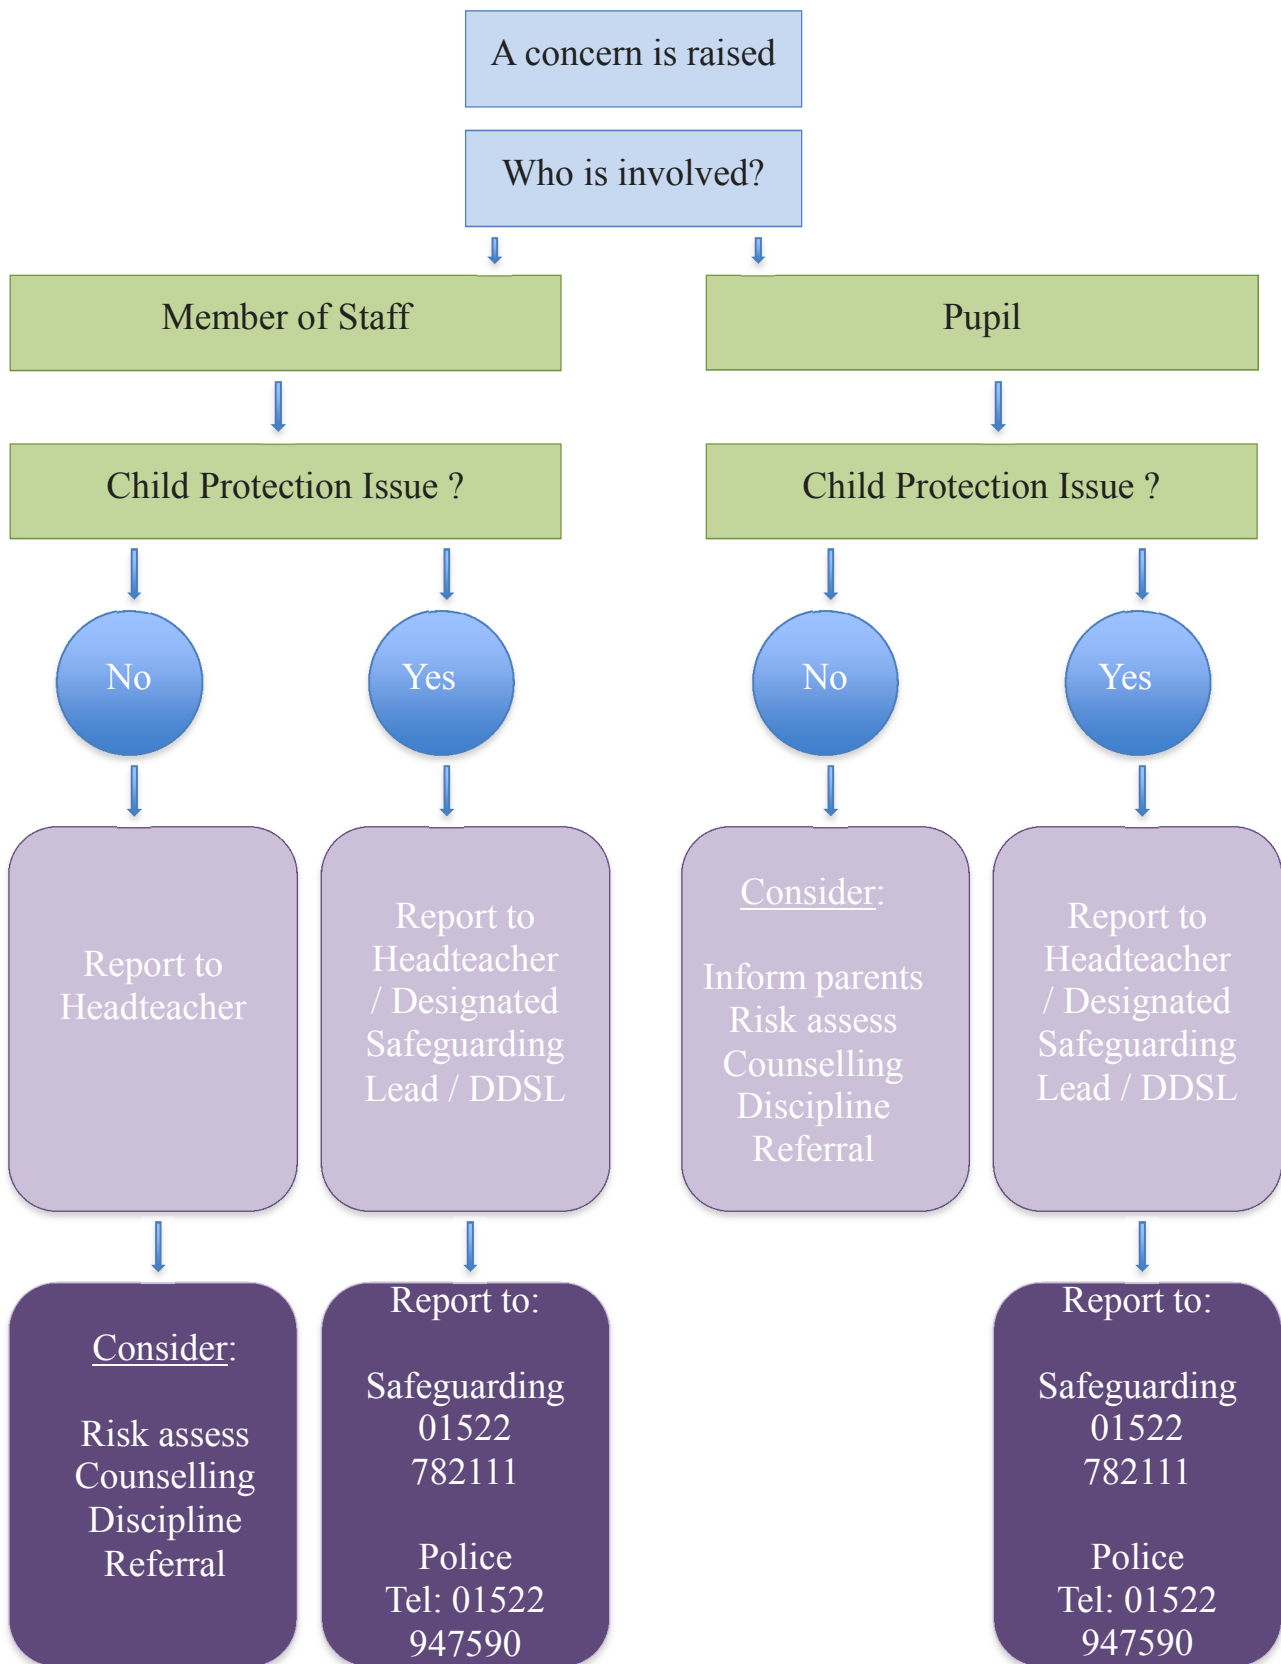 A concern is raised
Who is involved?
Member of Staff
Pupil
Child Protection Issue ?
Child Protection Issue ?
No
Yes
No
Yes
Report to
Headteacher
Report to
Headteacher
/ Designated
Safeguarding
Lead / DDSL
Consider:
Inform parents
Risk assess
Counselling
Discipline
Referral
Report to
Headteacher
/ Designated
Safeguarding
Lead / DDSL
Consider:
Risk assess
Counselling
Discipline
Referral
Report to:
Safeguarding
01522
782111
Police
Tel: 01522
947590
Report to:
Safeguarding
01522
782111
Police
Tel: 01522
947590